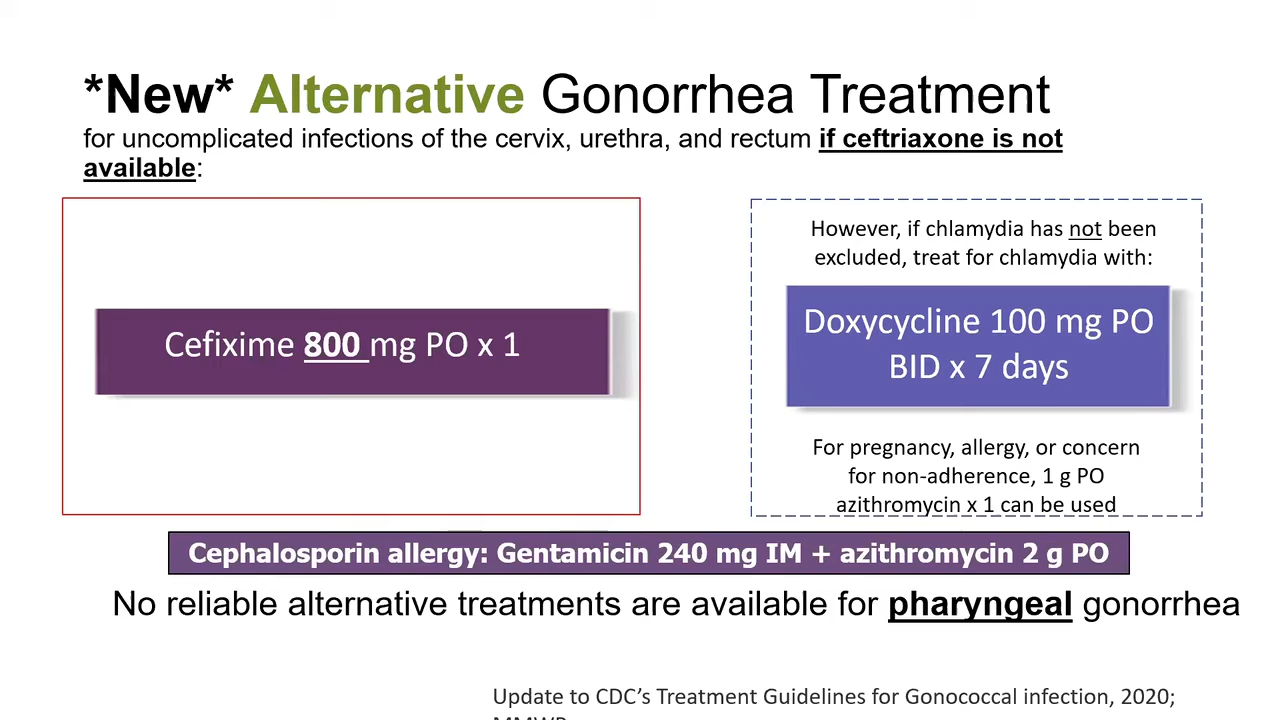 *New* Alternative Gonorrhea Treatment
for uncomplicated infections of the cervix, urethra, and rectum if ceftriaxone is not
available:
Cefixime 800 mg PO x 1
However, if chlamydia has not been
excluded, treat for chlamydia with:
Doxycycline 100 mg PO
BID x 7 days
For pregnancy, allergy, or concern
for non-adherence, 1 g PO
azithromycin x 1 can be used
Cephalosporin allergy: Gentamicin 240 mg IM + azithromycin 2 g PO
No reliable alternative treatments are available for pharyngeal gonorrhea
Update to CDC's Treatment Guidelines for Gonococcal infection, 2020;
MMWR